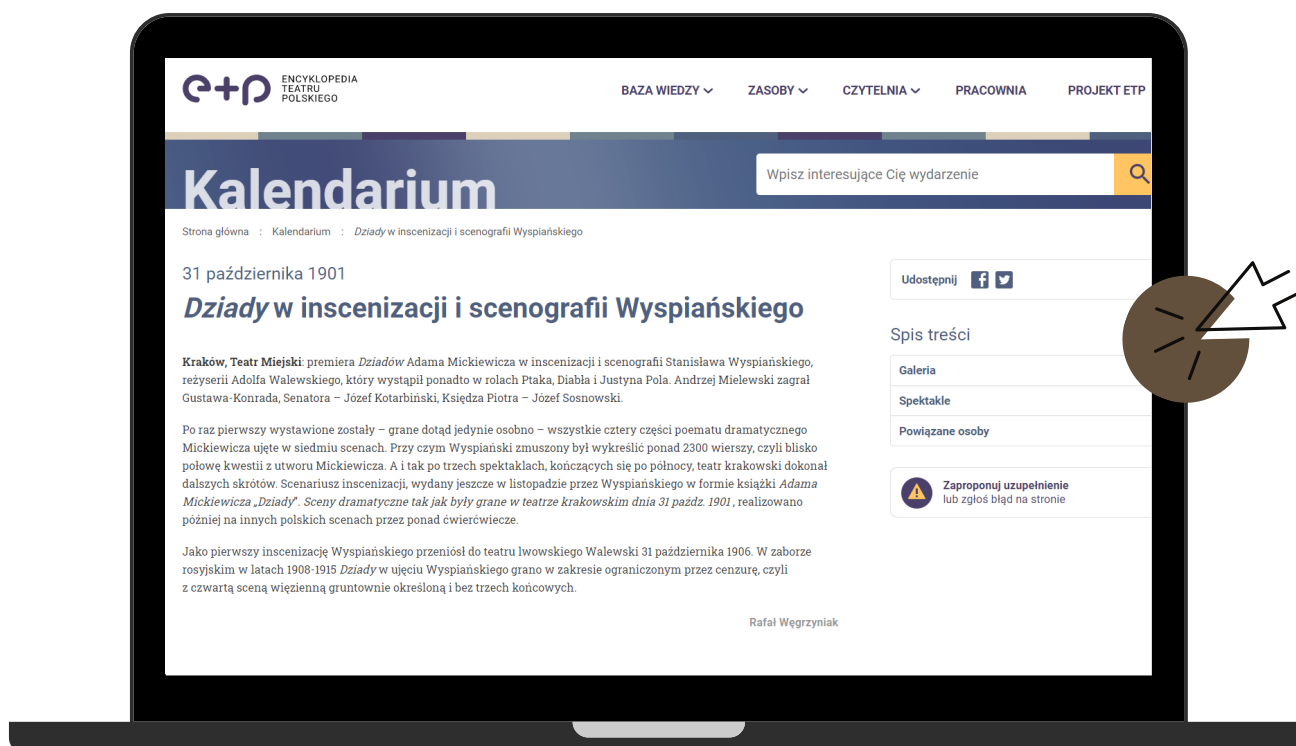 e+p ENCYKLOPEDIA
TEATRU
POLSKIEGO
BAZA WIEDZY ZASOBY CZYTELNIA PRACOWNIA PROJEKT ETP
Kalendarium
Wpisz interesujące Cię wydarzenie
Strona główna : Kalendarium : Dziady w inscenizacji i scenografii Wyspiańskiego
31 października 1901
Dziady w inscenizacji i scenografii Wyspiańskiego
Kraków, Teatr Miejski: premiera Dziadów Adama Mickiewicza w inscenizacji i scenografii Stanisława Wyspiańskiego,
reżyserii Adolfa Walewskiego, który wystąpił ponadto w rolach Ptaka, Diabła i Justyna Pola. Andrzej Mielewski zagrał
Gustawa-Konrada, Senatora – Józef Kotarbiński, Księdza Piotra – Józef Sosnowski.
Po raz pierwszy wystawione zostały – grane dotąd jedynie osobno – wszystkie cztery części poematu dramatycznego
Mickiewicza ujęte w siedmiu scenach. Przy czym Wyspiański zmuszony był wykreślić ponad 2300 wierszy, czyli blisko
połowę kwestii z utworu Mickiewicza. A i tak po trzech spektaklach, kończących się po północy, teatr krakowski dokonał
dalszych skrótów. Scenariusz inscenizacji, wydany jeszcze w listopadzie przez Wyspiańskiego w formie książki Adama
Mickiewicza „Dziady”. Sceny dramatyczne tak jak były grane w teatrze krakowskim dnia 31 paźdz. 1901, realizowano
później na innych polskich scenach przez ponad ćwierćwiecze.
Jako pierwszy inscenizację Wyspiańskiego przeniósł do teatru lwowskiego Walewski 31 października 1906. W zaborze
rosyjskim w latach 1908-1915 Dziady w ujęciu Wyspiańskiego grano w zakresie ograniczonym przez cenzurę, czyli
z czwartą sceną więzienną gruntownie określoną i bez trzech końcowych.
Rafał Węgrzyniak
Udostępnij
Spis treści
Galeria
Spektakle
Powiązane osoby
Zaproponuj uzupełnienie
lub zgłoś błąd na stronie